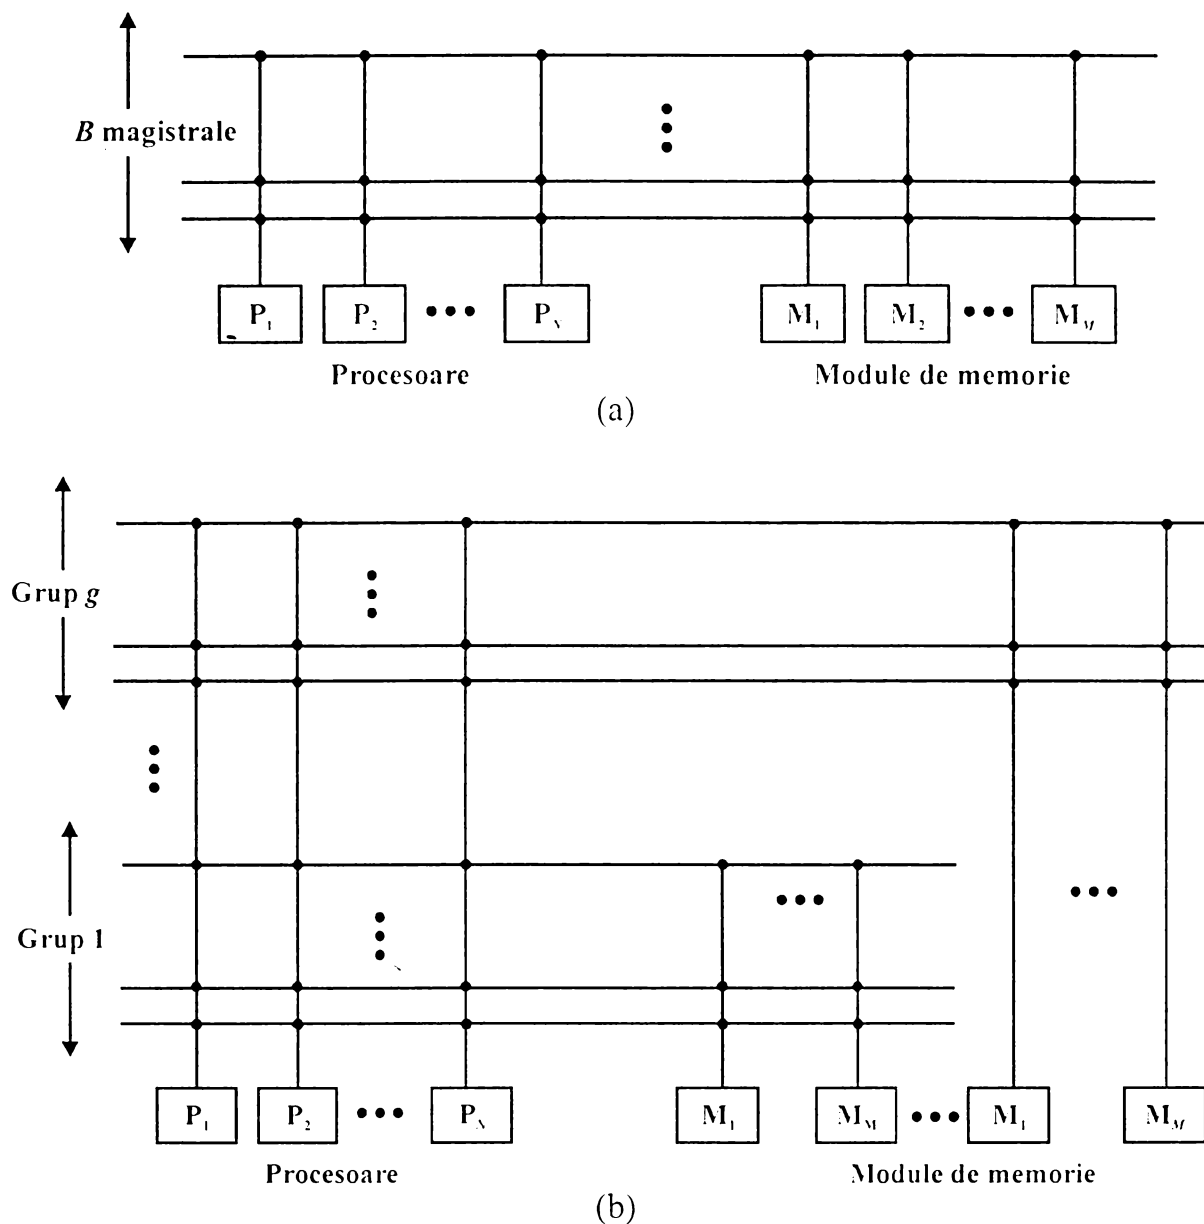 B magistrale
P1 P2 PN M1 M2 MM
Procesoare Module de memorie
(a)
Grup g
Grup 1
P1 P2 PN M1 MM M1 MM
Procesoare Module de memorie
(b)